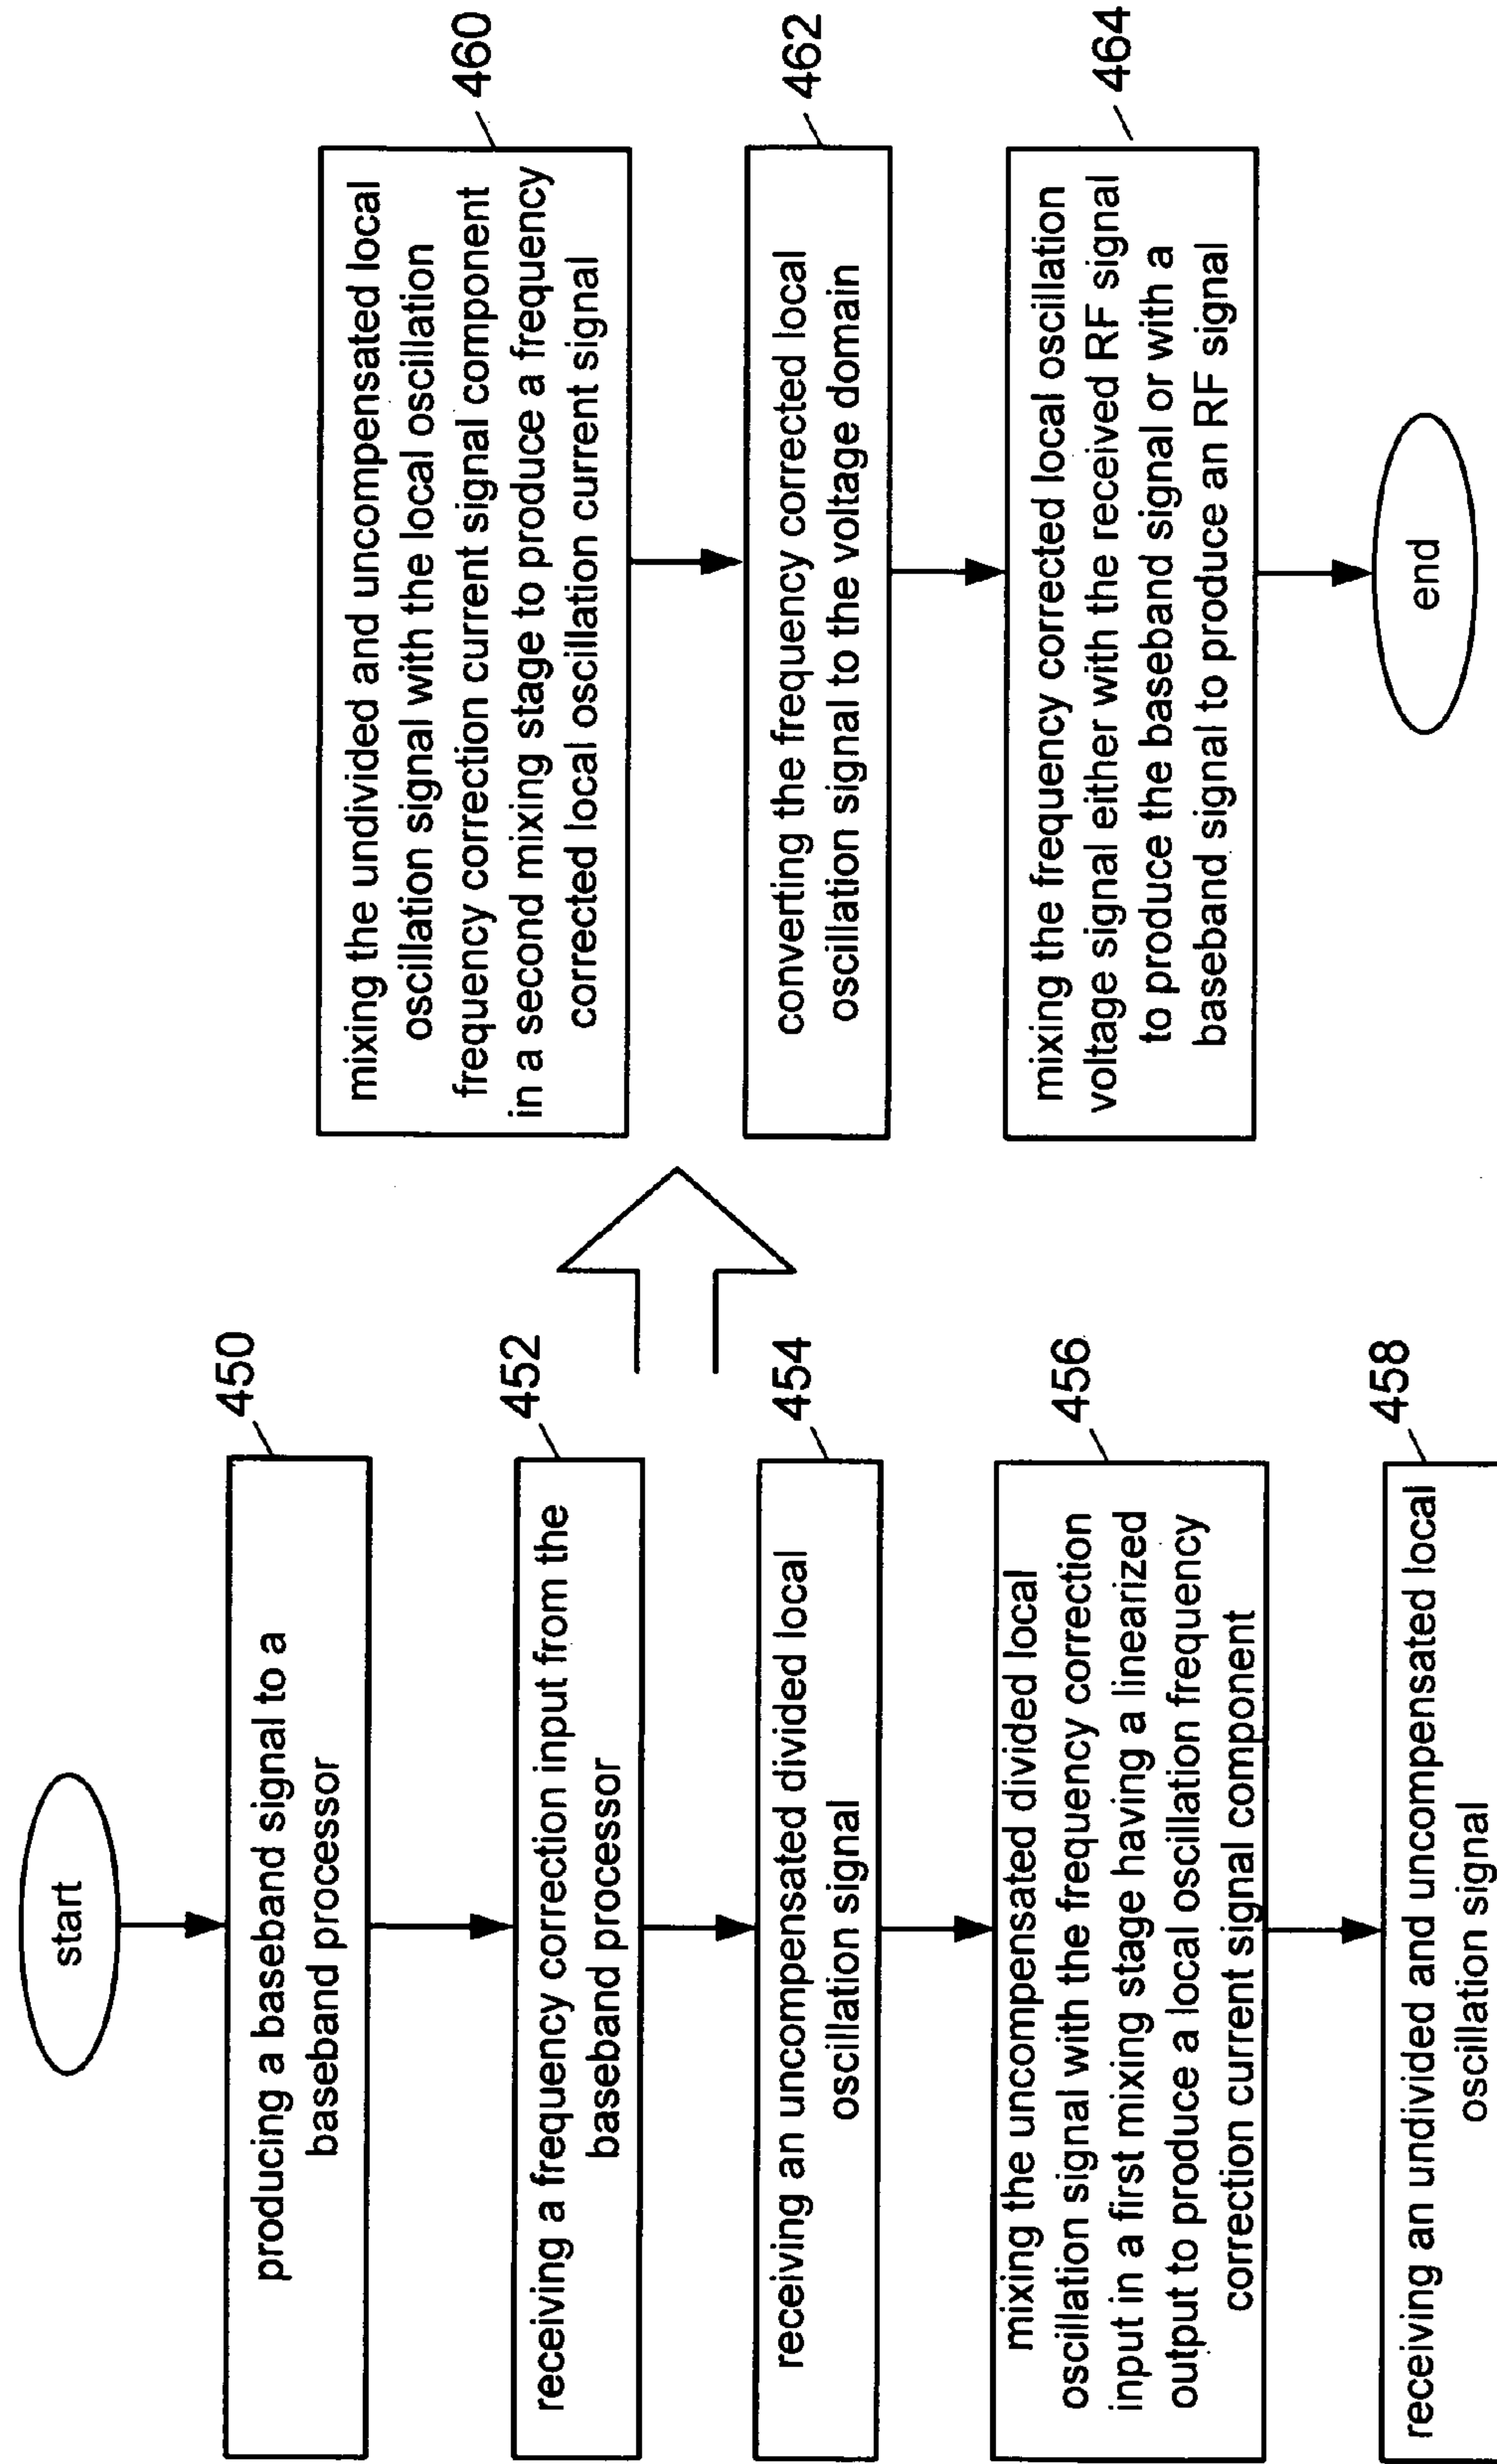 start
450
producing a baseband signal to a
baseband processor
452
receiving a frequency correction input from the
baseband processor
454
receiving an uncompensated divided local
oscillation signal
456
mixing the uncompensated divided local
oscillation signal with the frequency correction
input in a first mixing stage having a linearized
output to produce a local oscillation frequency
correction current signal component
458
receiving an undivided and uncompensated local
oscillation signal
460
mixing the undivided and uncompensated local
oscillation signal with the local oscillation
frequency correction current signal component
in a second mixing stage to produce a frequency
corrected local oscillation current signal
462
converting the frequency corrected local
oscillation signal to the voltage domain
464
mixing the frequency corrected local oscillation
voltage signal either with the received RF signal
to produce the baseband signal or with a
baseband signal to produce an RF signal
end